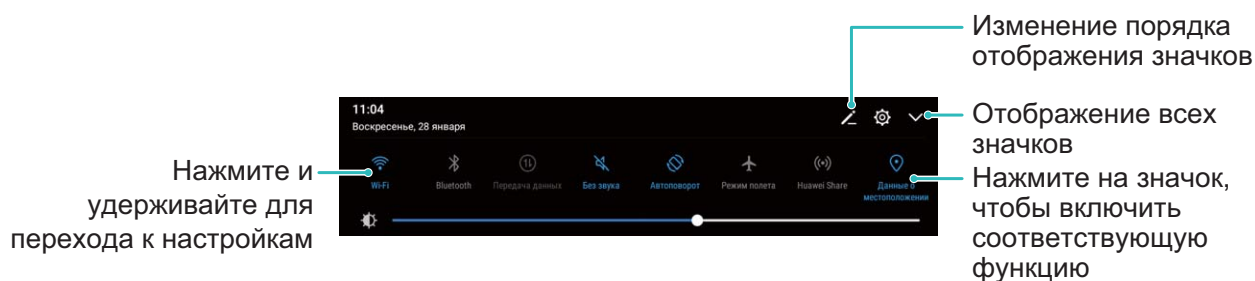 Изменение порядка
отображения значков
11:04
Воскресенье, 28 января
Отображение всех
значков
Нажмите и
удерживайте для
перехода к настройкам
Wi-Fi
Bluetooth
Передача данных
Без звука
Автоповорот
Режим полета
Huawei Share
Данные о
местоположении
Нажмите на значок,
чтобы включить
соответствующую
функцию